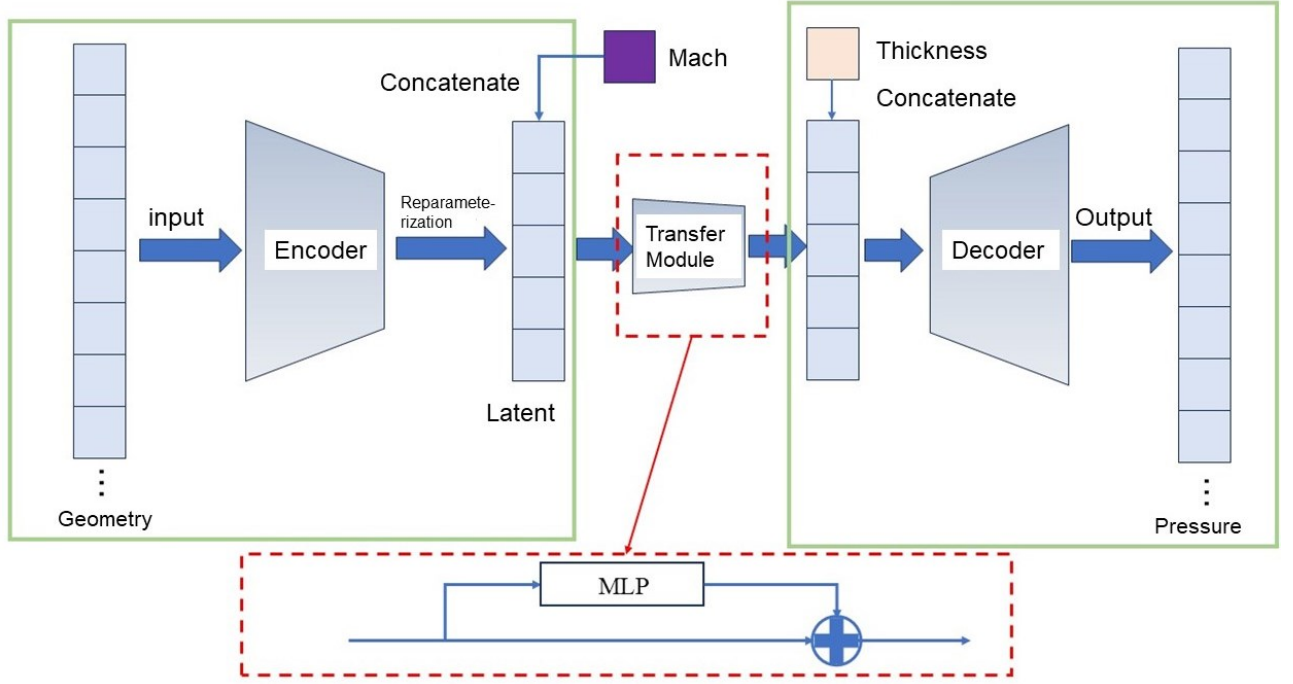 Mach
Concatenate
Thickness
Concatenate
input
Encoder
Reparamete-
rization
Transfer
Module
Decoder
Output
Latent
Geometry
Pressure
MLP